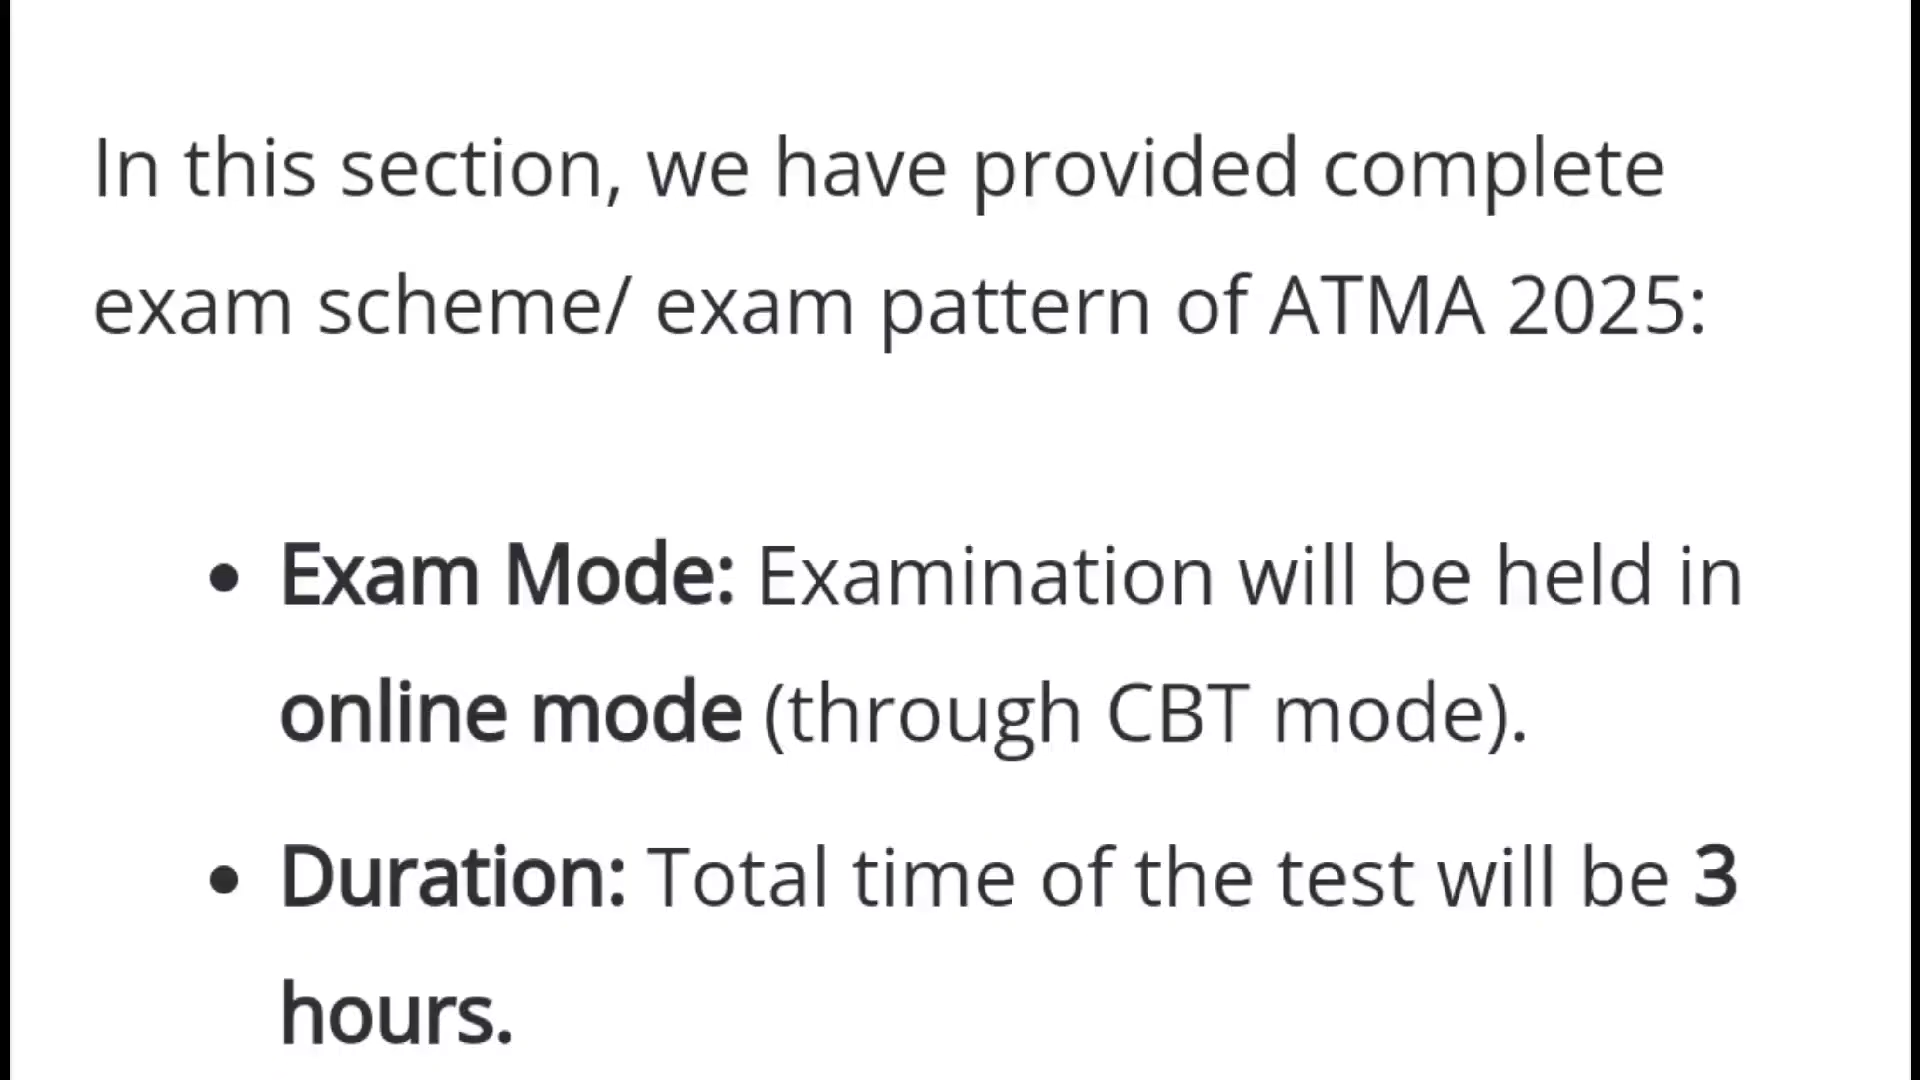 In this section, we have provided complete
exam scheme/ exam pattern of ATMA 2025:
• Exam Mode: Examination will be held in
online mode (through CBT mode).
• Duration: Total time of the test will be 3
hours.